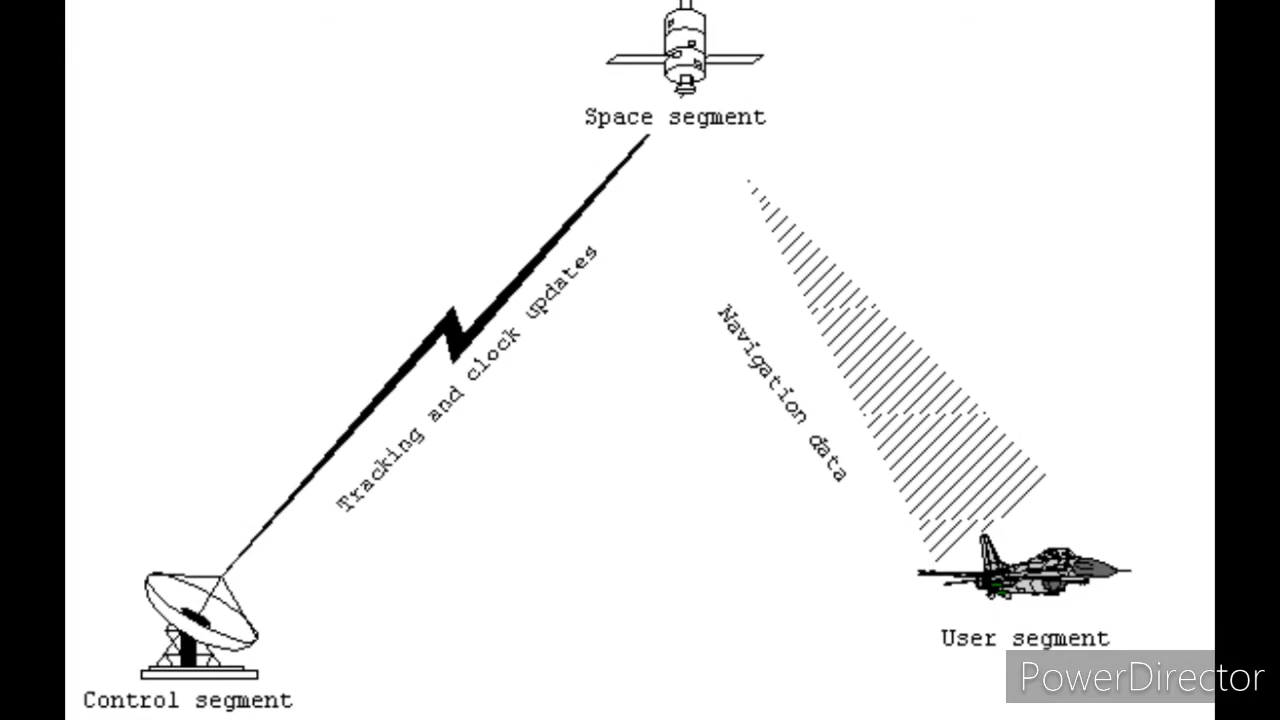 Space segment
Tracking and clock updates
Navigation data
User segment
Control segment
PowerDirector